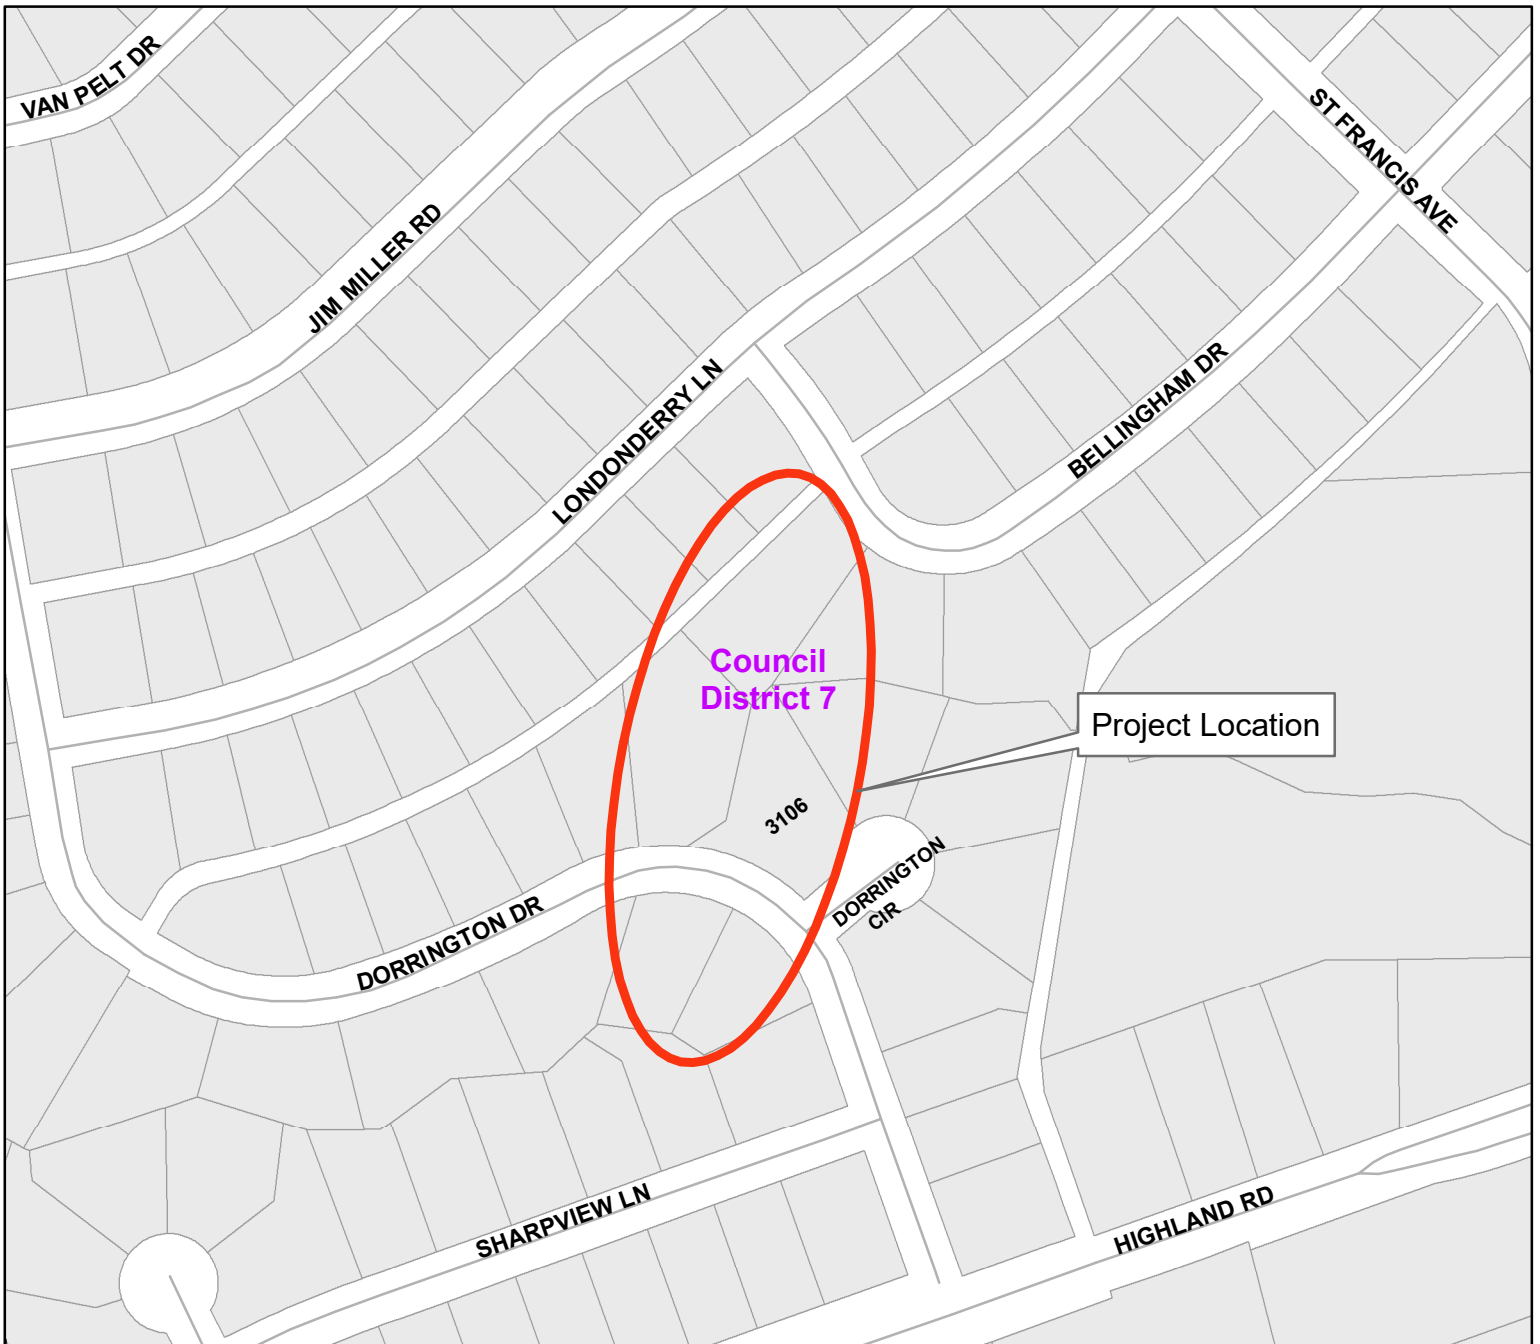 VAN PELT DR
ST FRANCIS AVE
JIM MILLER RD
LONDONDERRY LN
BELLINGHAM DR
Council
District 7
Project Location
3106
DORRINGTON
CIR
DORRINGTON DR
SHARPVIEW LN
HIGHLAND RD